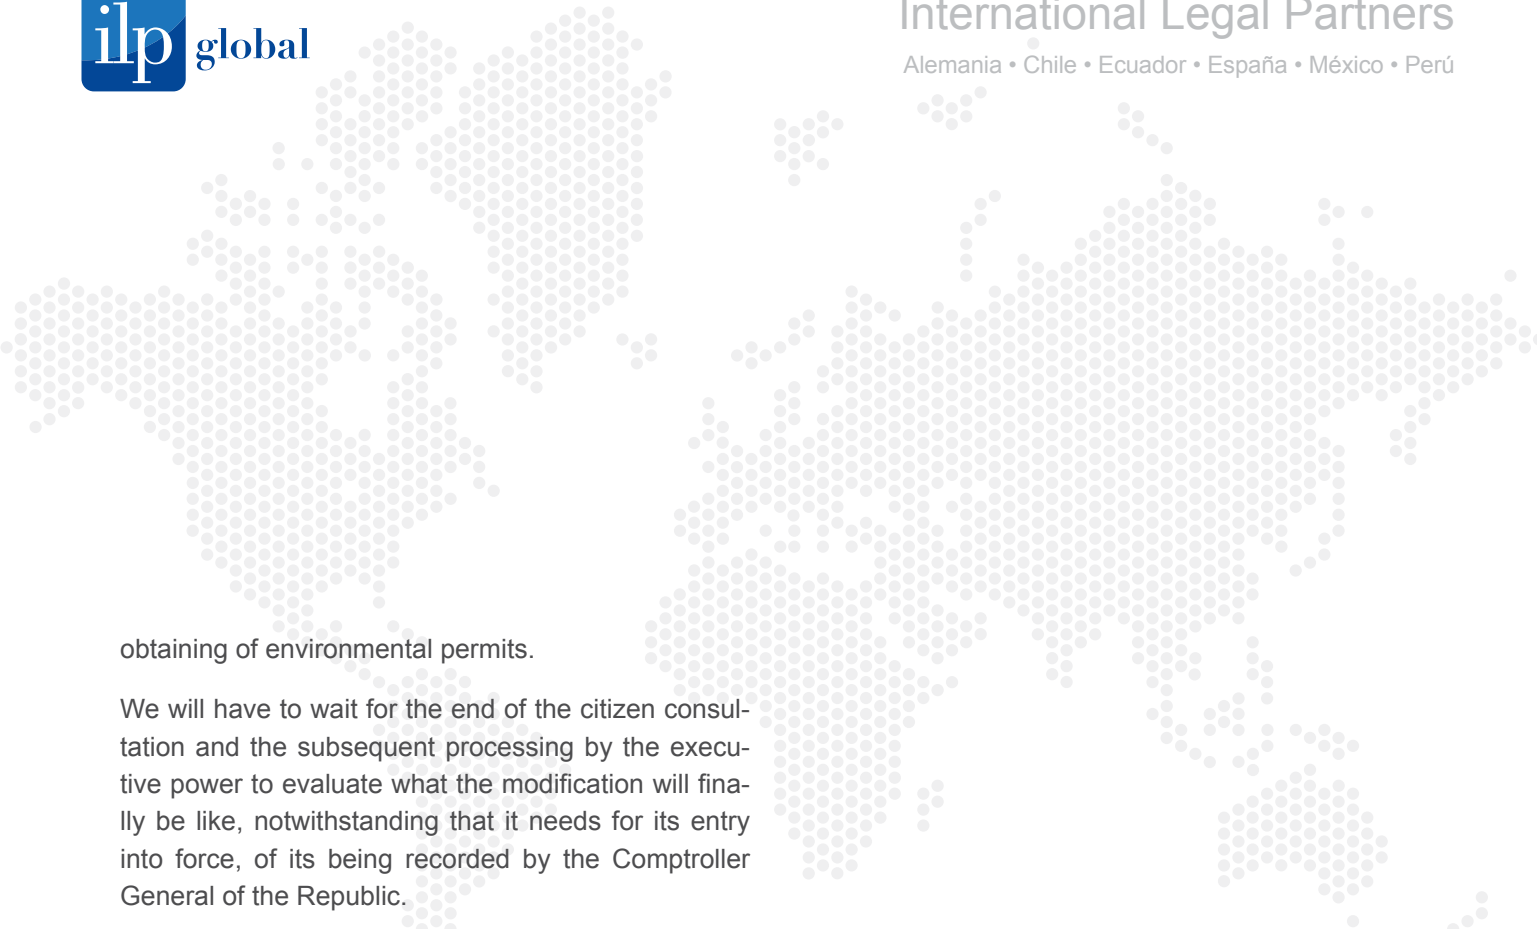 ilp global
International Legal Partners
Alemania • Chile • Ecuador • España • México • Perú
obtaining of environmental permits.
We will have to wait for the end of the citizen consul-
tation and the subsequent processing by the execu-
tive power to evaluate what the modification will fina-
lly be like, notwithstanding that it needs for its entry
into force, of its being recorded by the Comptroller
General of the Republic.